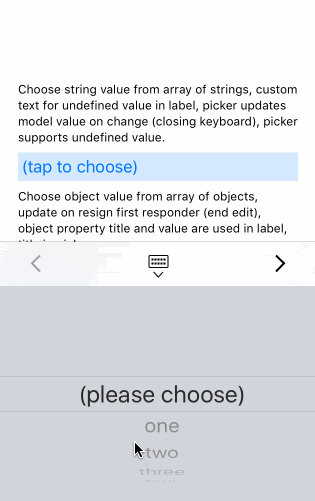 Choose string value from array of strings, custom
text for undefined value in label, picker updates
model value on change (closing keyboard), picker
supports undefined value.
(tap to choose)
Choose object value from array of objects,
update on resign first responder (end edit),
object property title and value are used in label,
(please choose)
one
two
three